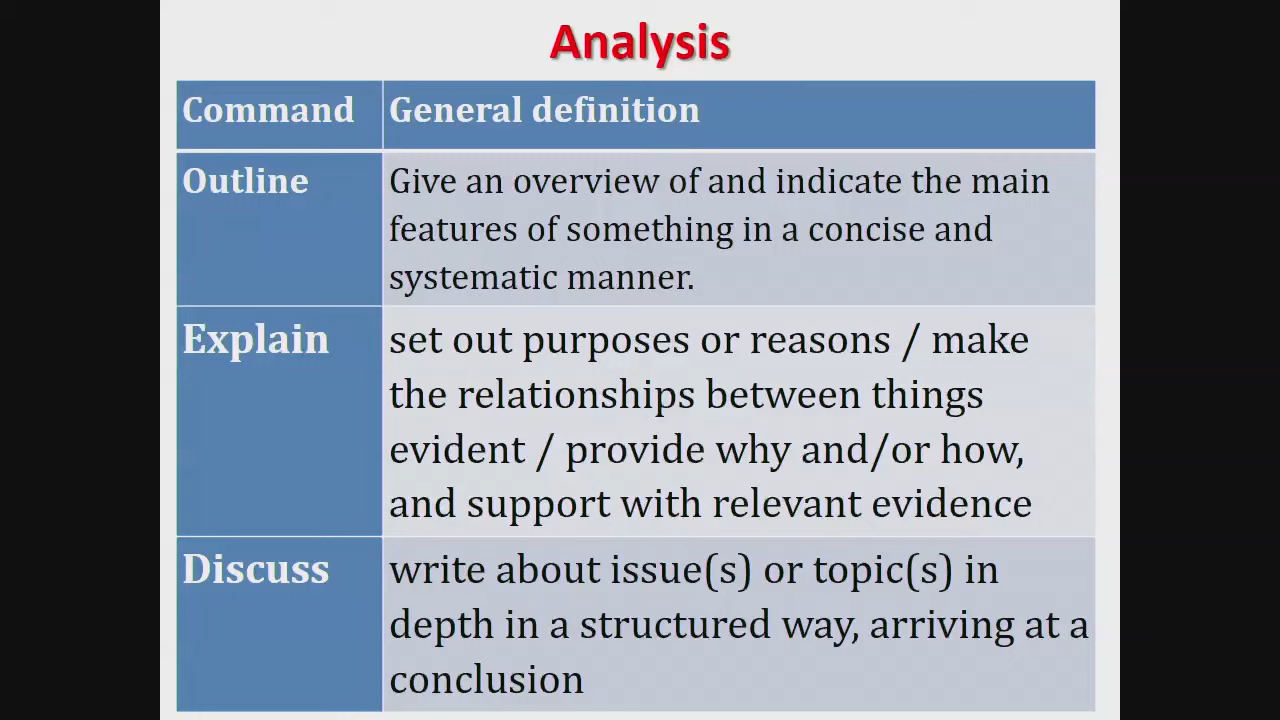 Analysis
Command General definition
Outline Give an overview of and indicate the main
features of something in a concise and
systematic manner.
Explain set out purposes or reasons / make
the relationships between things
evident / provide why and/or how,
and support with relevant evidence
Discuss write about issue(s) or topic(s) in
depth in a structured way, arriving at a
conclusion